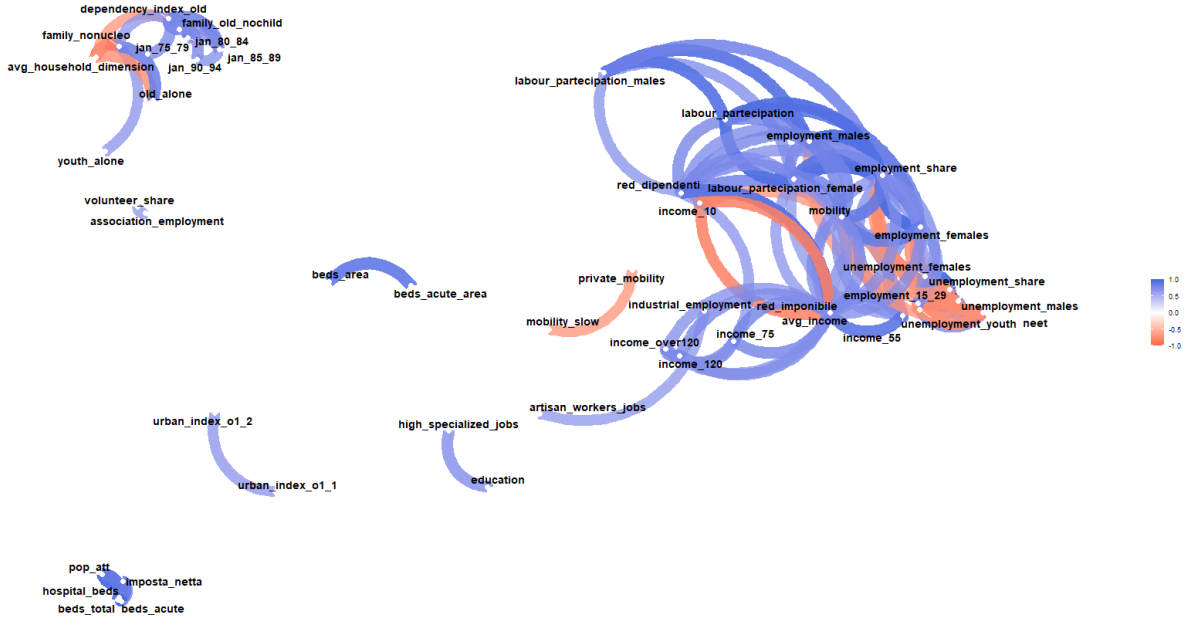 dependency_index_old
family_old_nochild
family_nonucleo
jan_75_79
jan_80_84
jan_85_89
avg_household_dimension
jan_90_94
old_alone
youth_alone
volunteer_share
association_employment
labour_partecipation_males
labour_partecipation
employment_males
employment_share
red_dipendenti
labour_partecipation_female
income_10
mobility
employment_females
beds_area
beds_acute_area
private_mobility
unemployment_females
unemployment_share
industrial_employment
red_imponibile
employment_15_29
unemployment_males
mobility_slow
avg_income
unemployment_youth
neet
income_over120
income_75
income_55
income_120
artisan_workers_jobs
urban_index_o1_2
high_specialized_jobs
urban_index_o1_1
education
pop_att
imposta_netta
hospital_beds
beds_total
beds_acute
1.0
0.5
0.0
-0.5
-1.0